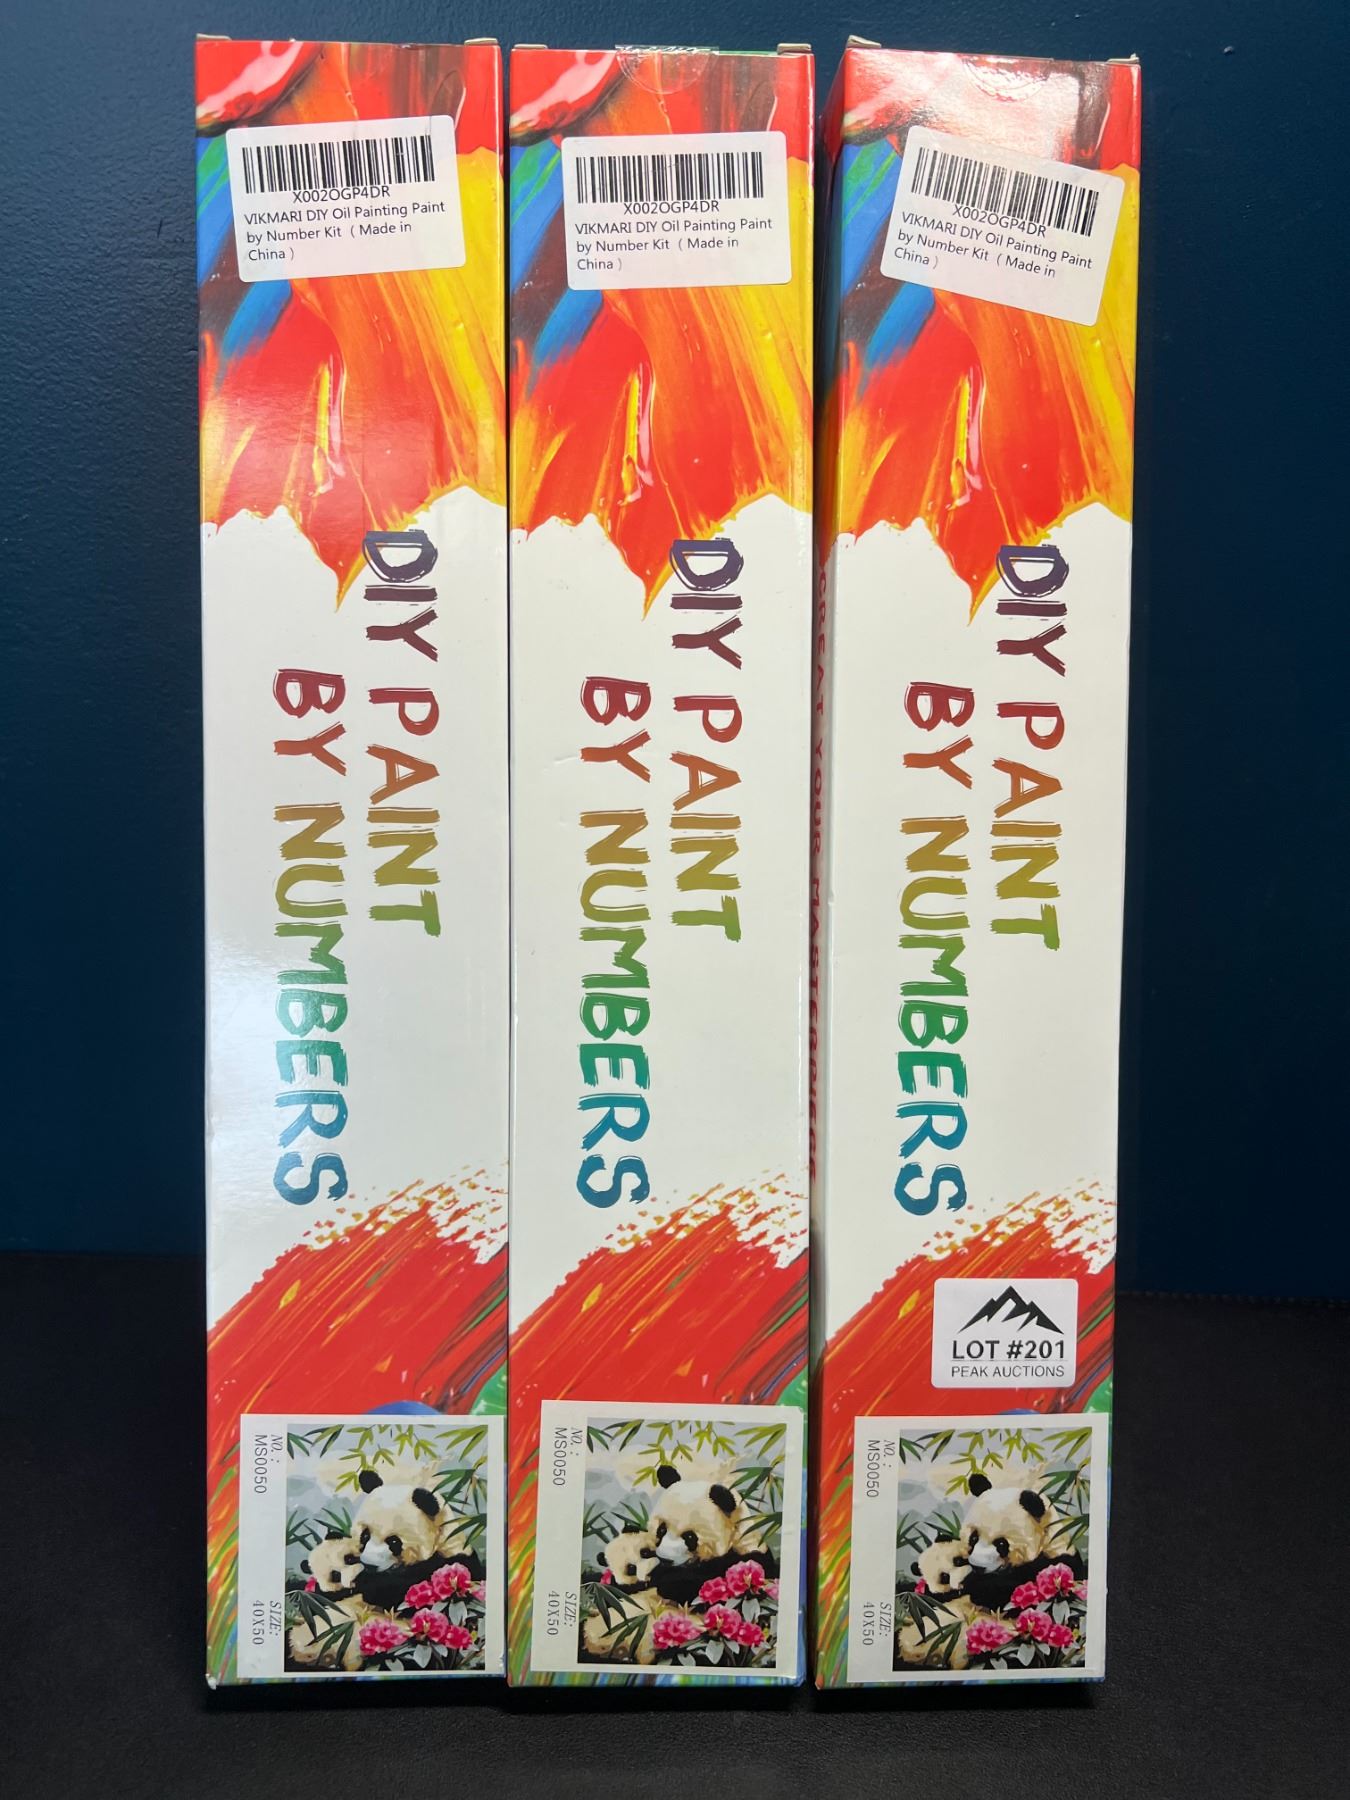 X002OGP4DR
VIKMARI DIY Oil Painting Paint
by Number Kit （Made in
China）
DIY PAINT
BY NUMBERS
NO.:
MS0050
SIZE:
40X50
X002OGP4DR
VIKMARI DIY Oil Painting Paint
by Number Kit （Made in
China）
DIY PAINT
BY NUMBERS
NO.:
MS0050
SIZE:
40X50
CREAT YOUR MASTERPIECE
X002OGP4DR
VIKMARI DIY Oil Painting Paint
by Number Kit （Made in
China）
DIY PAINT
BY NUMBERS
LOT #201
PEAK AUCTIONS
NO.:
MS0050
SIZE:
40X50